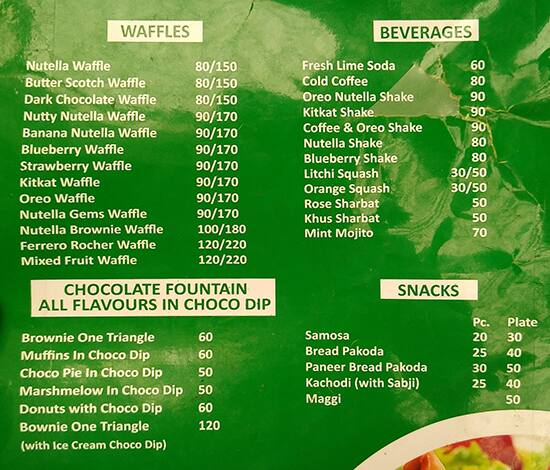 WAFFLES
Nutella Waffle 80/150
Butter Scotch Waffle 80/150
Dark Chocolate Waffle 80/150
Nutty Nutella Waffle 90/170
Banana Nutella Waffle 90/170
Blueberry Waffle 90/170
Strawberry Waffle 90/170
Kitkat Waffle 90/170
Oreo Waffle 90/170
Nutella Gems Waffle 90/170
Nutella Brownie Waffle 100/180
Ferrero Rocher Waffle 120/220
Mixed Fruit Waffle 120/220
CHOCOLATE FOUNTAIN
ALL FLAVOURS IN CHOCO DIP
Brownie One Triangle 60
Muffins In Choco Dip 60
Choco Pie In Choco Dip 50
Marshmelow In Choco Dip 50
Donuts with Choco Dip 60
Bownie One Triangle 120
(with Ice Cream Choco Dip)
BEVERAGES
Fresh Lime Soda 60
Cold Coffee 80
Oreo Nutella Shake 90
Kitkat Shake 90
Coffee & Oreo Shake 90
Nutella Shake 80
Blueberry Shake 80
Litchi Squash 30/50
Orange Squash 30/50
Rose Sharbat 50
Khus Sharbat 50
Mint Mojito 70
SNACKS
Pc. Plate
Samosa 20 30
Bread Pakoda 25 40
Paneer Bread Pakoda 30 50
Kachodi (with Sabji) 25 40
Maggi 50